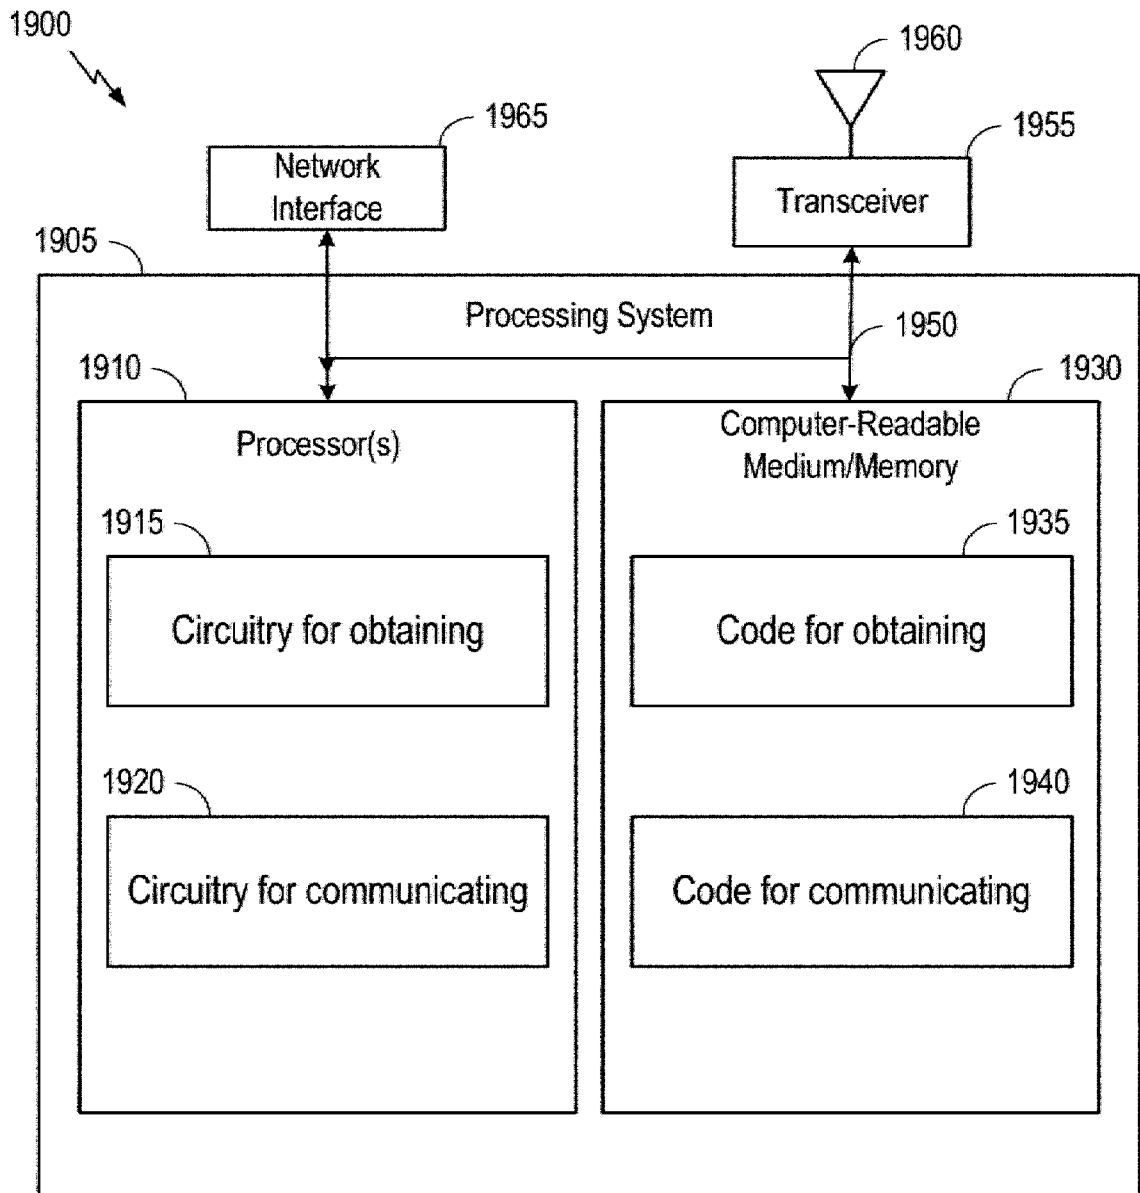 1900
1960
1965
1955
Network
Interface
Transceiver
1905
Processing System
1950
1910
1930
Processor(s)
Computer-Readable
Medium/Memory
1915
1935
Circuitry for obtaining
Code for obtaining
1920
1940
Circuitry for communicating
Code for communicating